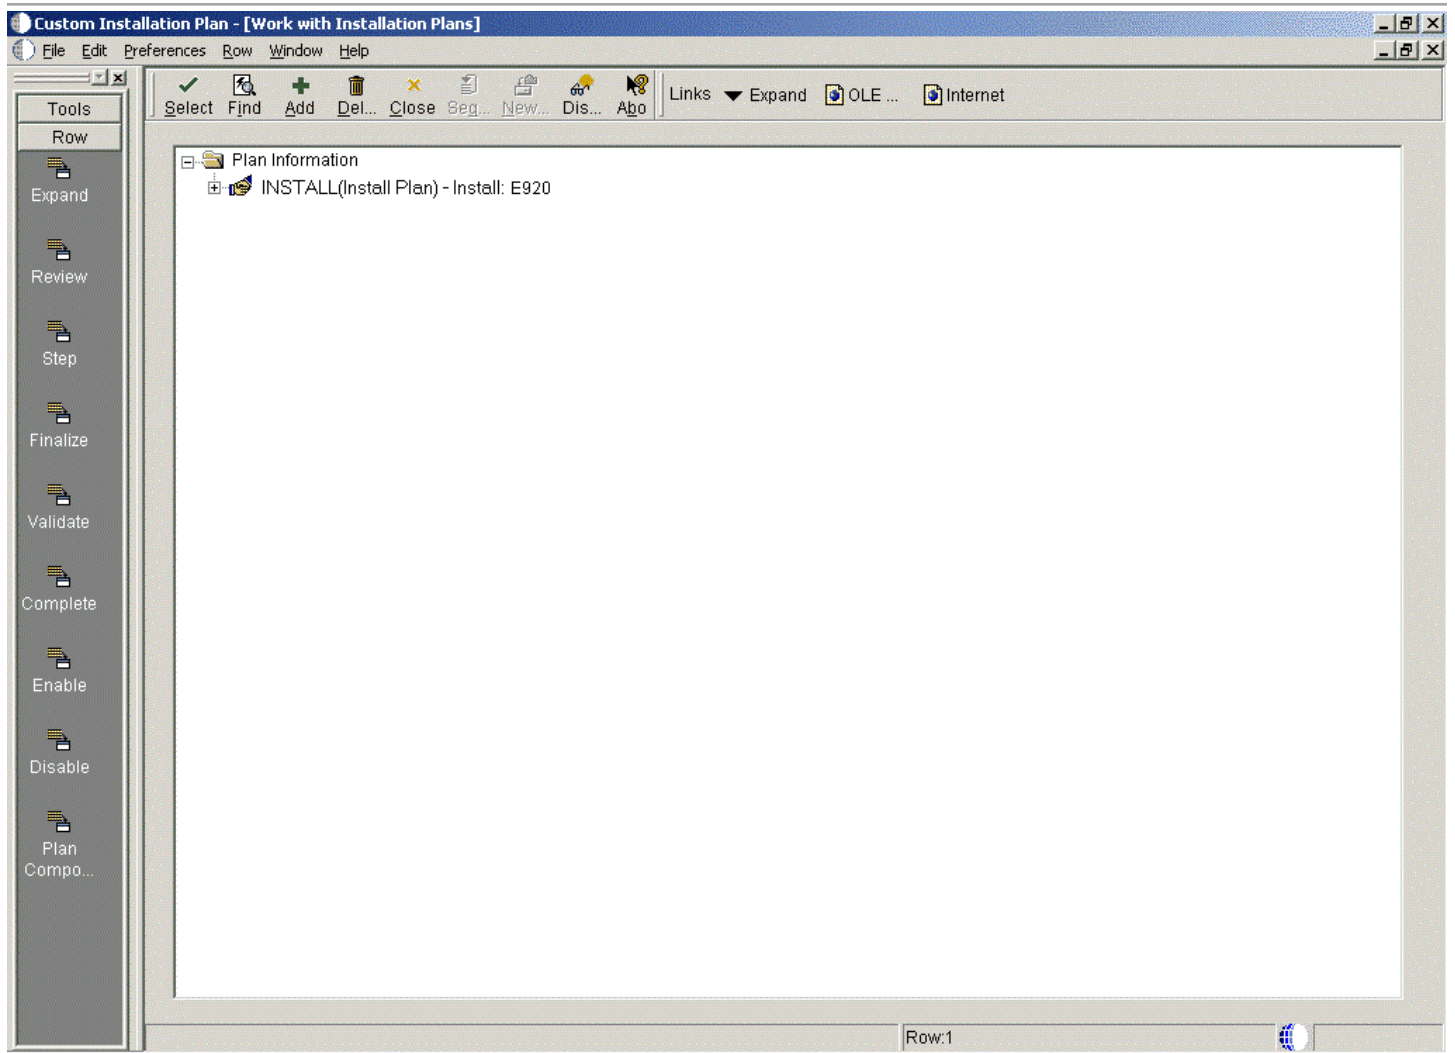 Custom Installation Plan - [Work with Installation Plans]
File Edit Preferences Row Window Help
Tools
Row
Select Find Add Del... Close Seq... New... Dis... Abo Links Expand OLE ... Internet
Plan Information
INSTALL(Install Plan) - Install: E920
Expand
Review
Step
Finalize
Validate
Complete
Enable
Disable
Plan
Compo...
Row:1